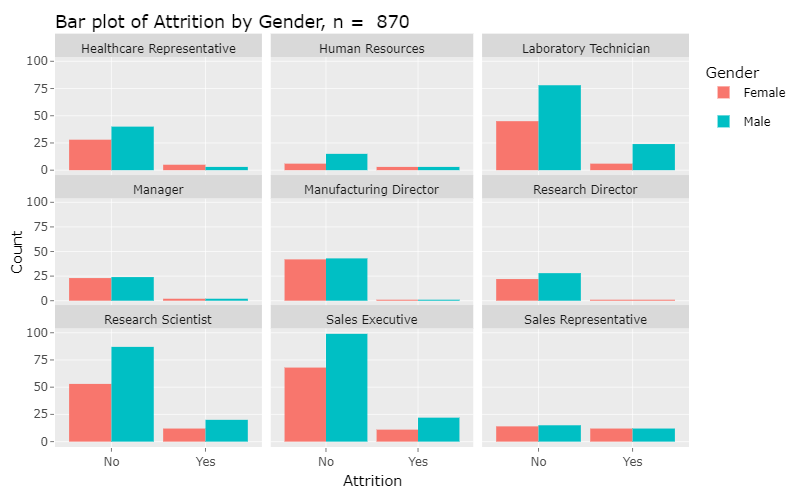 Bar plot of Attrition by Gender, n =  870
Healthcare Representative
Human Resources
Laboratory Technician
100
75
50
25
0
Manager
Manufacturing Director
Research Director
100
75
50
25
0
Research Scientist
Sales Executive
Sales Representative
100
75
50
25
0
No
Yes
No
Yes
No
Yes
Attrition
Count
Gender
Female
Male